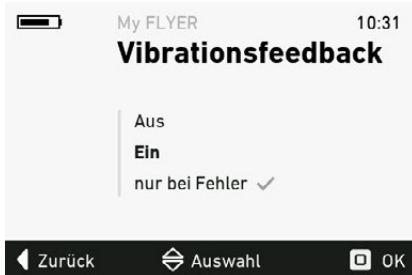 My FLYER 10:31
Vibrationsfeedback
Aus
Ein
nur bei Fehler
Zurück Auswahl OK